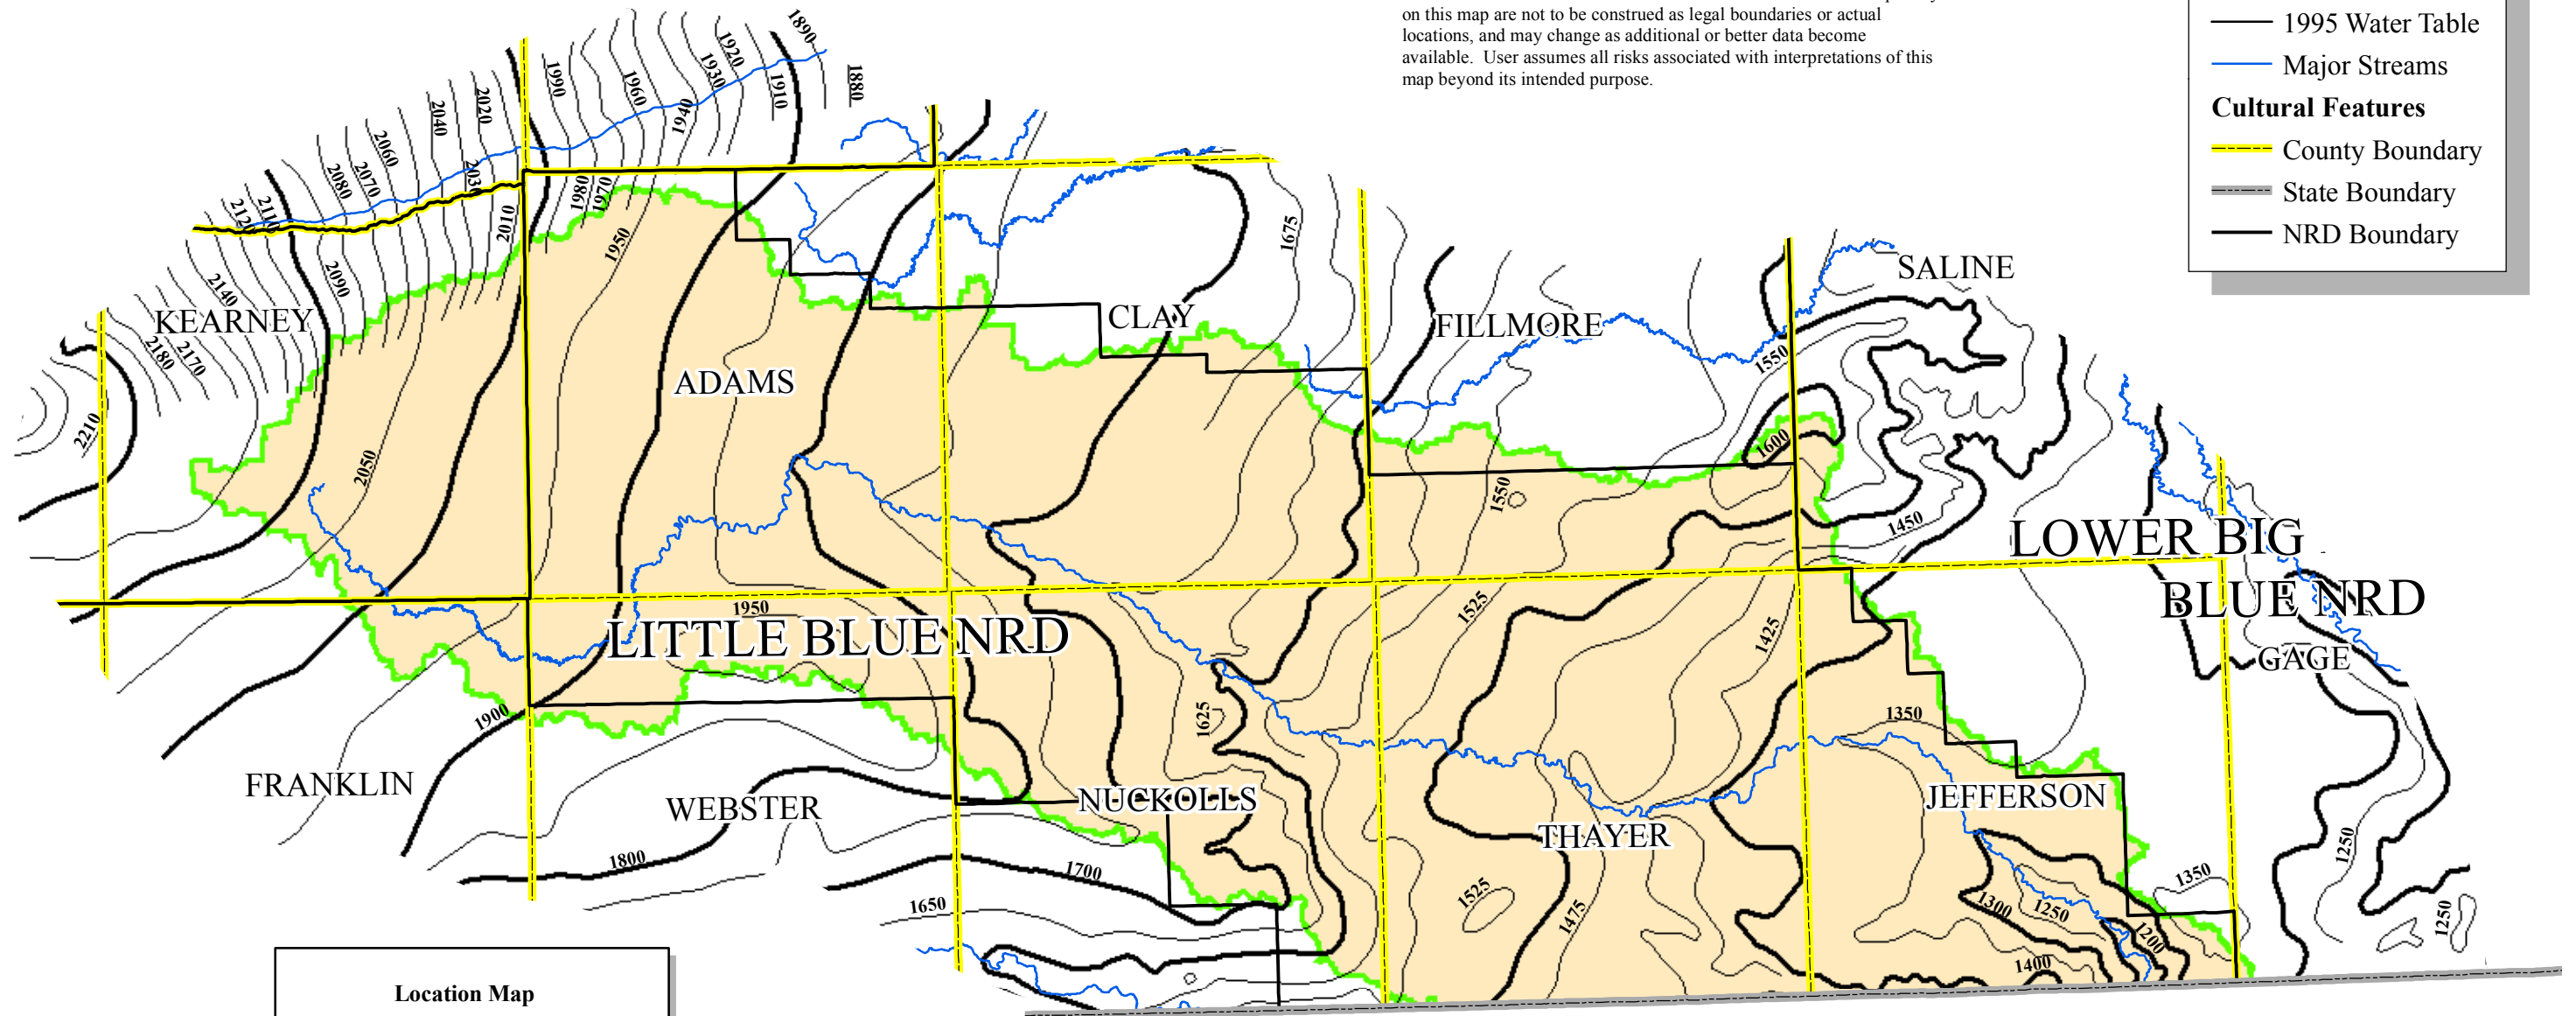 on this map are not to be construed as legal boundaries or actual
locations, and may change as additional or better data become
available. User assumes all risks associated with interpretations of this
map beyond its intended purpose.
1995 Water Table
Major Streams
Cultural Features
County Boundary
State Boundary
NRD Boundary
1890
1920
1930
1910
1880
1990
1960
1940
2020
2040
2060
2030
2080
2070
2120
2110
2010
1980
1970
1950
1675
2090
2140
KEARNEY
2180
2170
2210
2050
ADAMS
CLAY
FILLMORE
SALINE
1550
1600
1550
1450
LOWER BIG
BLUE NRD
GAGE
1950
LITTLE BLUE NRD
1525
1425
1900
1625
1350
FRANKLIN
WEBSTER
NUCKOLLS
THAYER
JEFFERSON
1800
1700
1650
1525
1475
1300
1250
1200
1400
1350
1250
1250
Location Map